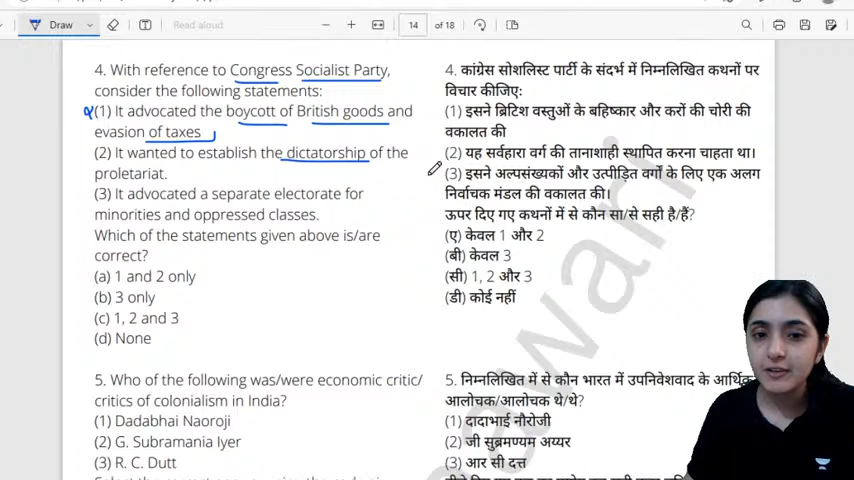 Draw
Read aloud
14 of 18
4. With reference to Congress Socialist Party,
consider the following statements:
(1) It advocated the boycott of British goods and
evasion of taxes
(2) It wanted to establish the dictatorship of the
proletariat.
(3) It advocated a separate electorate for
minorities and oppressed classes.
Which of the statements given above is/are
correct?
(a) 1 and 2 only
(b) 3 only
(c) 1, 2 and 3
(d) None
5. Who of the following was/were economic critic/
critics of colonialism in India?
(1) Dadabhai Naoroji
(2) G. Subramania Iyer
(3) R. C. Dutt
4. कांग्रेस सोशलिस्ट पार्टी के संदर्भ में निम्नलिखित कथनों पर
विचार कीजिए:
(1) इसने ब्रिटिश वस्तुओं के बहिष्कार और करों की चोरी की
वकालत की
(2) यह सर्वहारा वर्ग की तानाशाही स्थापित करना चाहता था।
(3) इसने अल्पसंख्यकों और उत्पीड़ित वर्गों के लिए एक अलग
निर्वाचक मंडल की वकालत की।
ऊपर दिए गए कथनों में से कौन सा/से सही है/हैं?
(ए) केवल 1 और 2
(बी) केवल 3
(सी) 1, 2 और 3
(डी) कोई नहीं
5. निम्नलिखित में से कौन भारत में उपनिवेशवाद के आर्थिक
आलोचक/आलोचक थे/थे?
(1) दादाभाई नौरोजी
(2) जी सुब्रमण्यम अय्यर
(3) आर सी दत्त